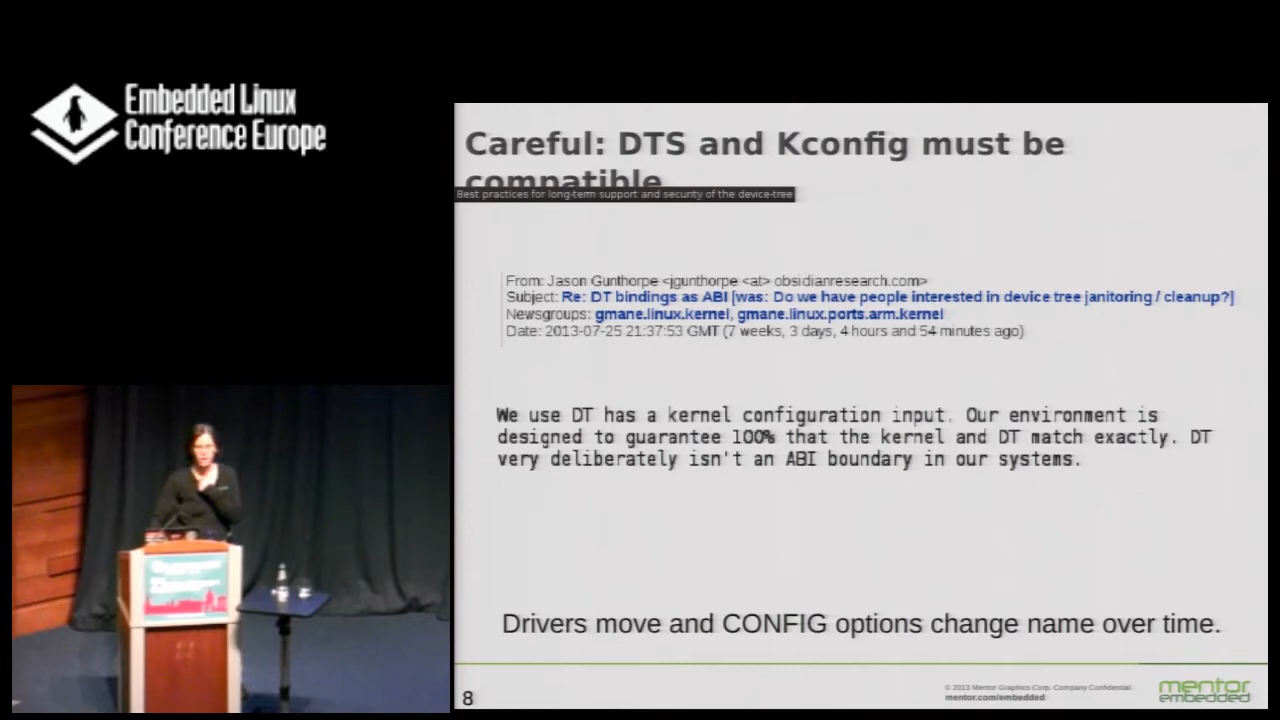 Embedded Linux
Conference Europe
Careful: DTS and Kconfig must be
compatible
Best practices for long-term support and security of the device-tree
From: Jason Gunthorpe <jgunthorpe <at> obsidianresearch.com>
Subject: Re: DT bindings as ABI [was: Do we have people interested in device tree janitoring / cleanup?]
Newsgroups: gmane.linux.kernel, gmane.linux.ports.arm.kernel
Date: 2013-07-25 21:37:53 GMT (7 weeks, 3 days, 4 hours and 54 minutes ago)
We use DT has a kernel configuration input. Our environment is
designed to guarantee 100% that the kernel and DT match exactly. DT
very deliberately isn't an ABI boundary in our systems.
Drivers move and CONFIG options change name over time.
8
© 2013 Mentor Graphics Corp. Company Confidential
mentor.com/embedded
mentor
embedded